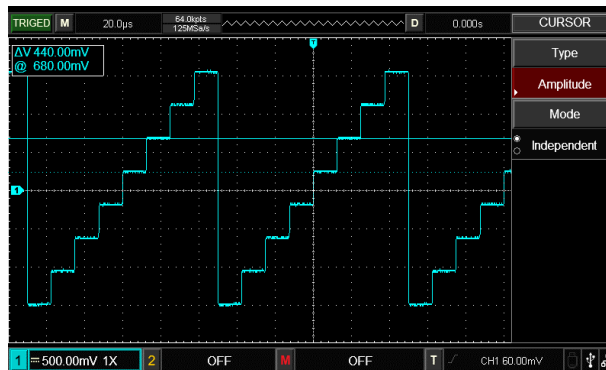 TRIGED M 20.0μs 64.0kpts 125MSa/s D 0.000s CURSOR
T
ΔV 440.00mV
@ 680.00mV
Type
Amplitude
Mode
Independent
1
1 500.00mV 1X 2 OFF M OFF T CH1 60.00mV